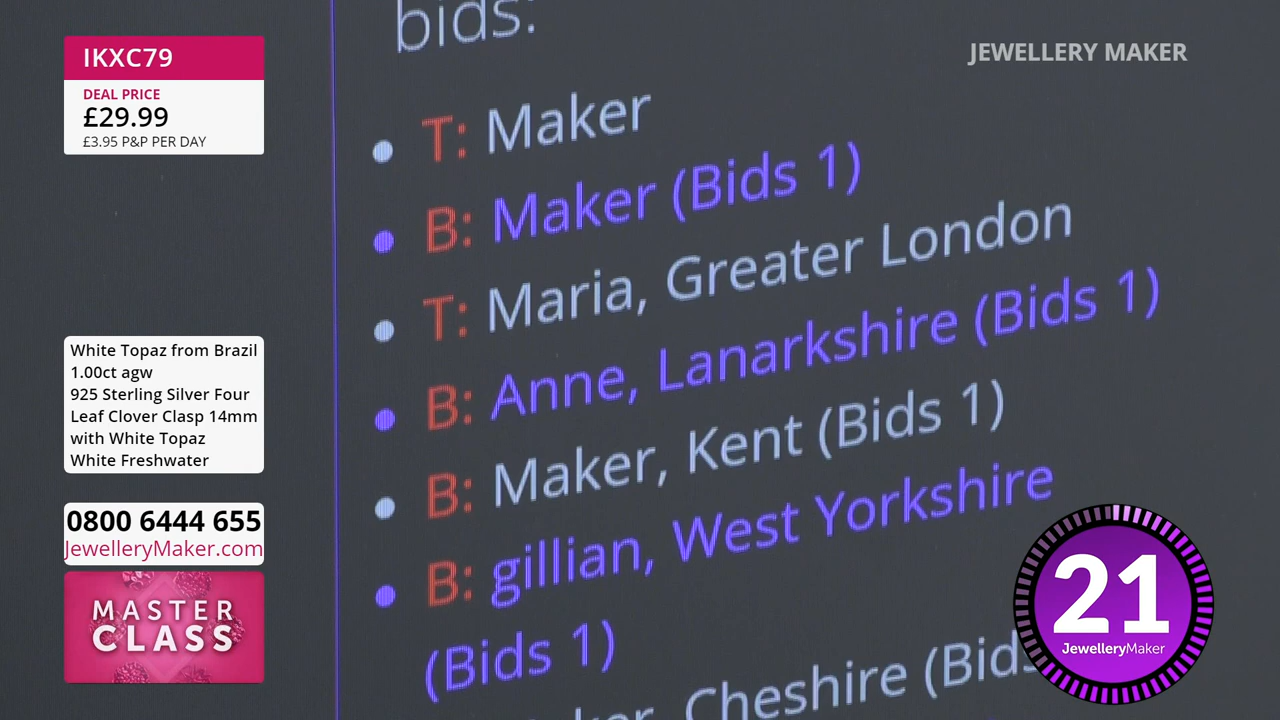 IKXC79
DEAL PRICE
£29.99
£3.95 P&P PER DAY
JEWELLERY MAKER
bids:
T: Maker
B: Maker (Bids 1)
T: Maria, Greater London
B: Anne, Lanarkshire (Bids 1)
B: Maker, Kent (Bids 1)
B: gillian, West Yorkshire
(Bids 1)
Cheshire (Bids
White Topaz from Brazil
1.00ct agw
925 Sterling Silver Four
Leaf Clover Clasp 14mm
with White Topaz
White Freshwater
0800 6444 655
JewelleryMaker.com
MASTER
CLASS
21
JewelleryMaker